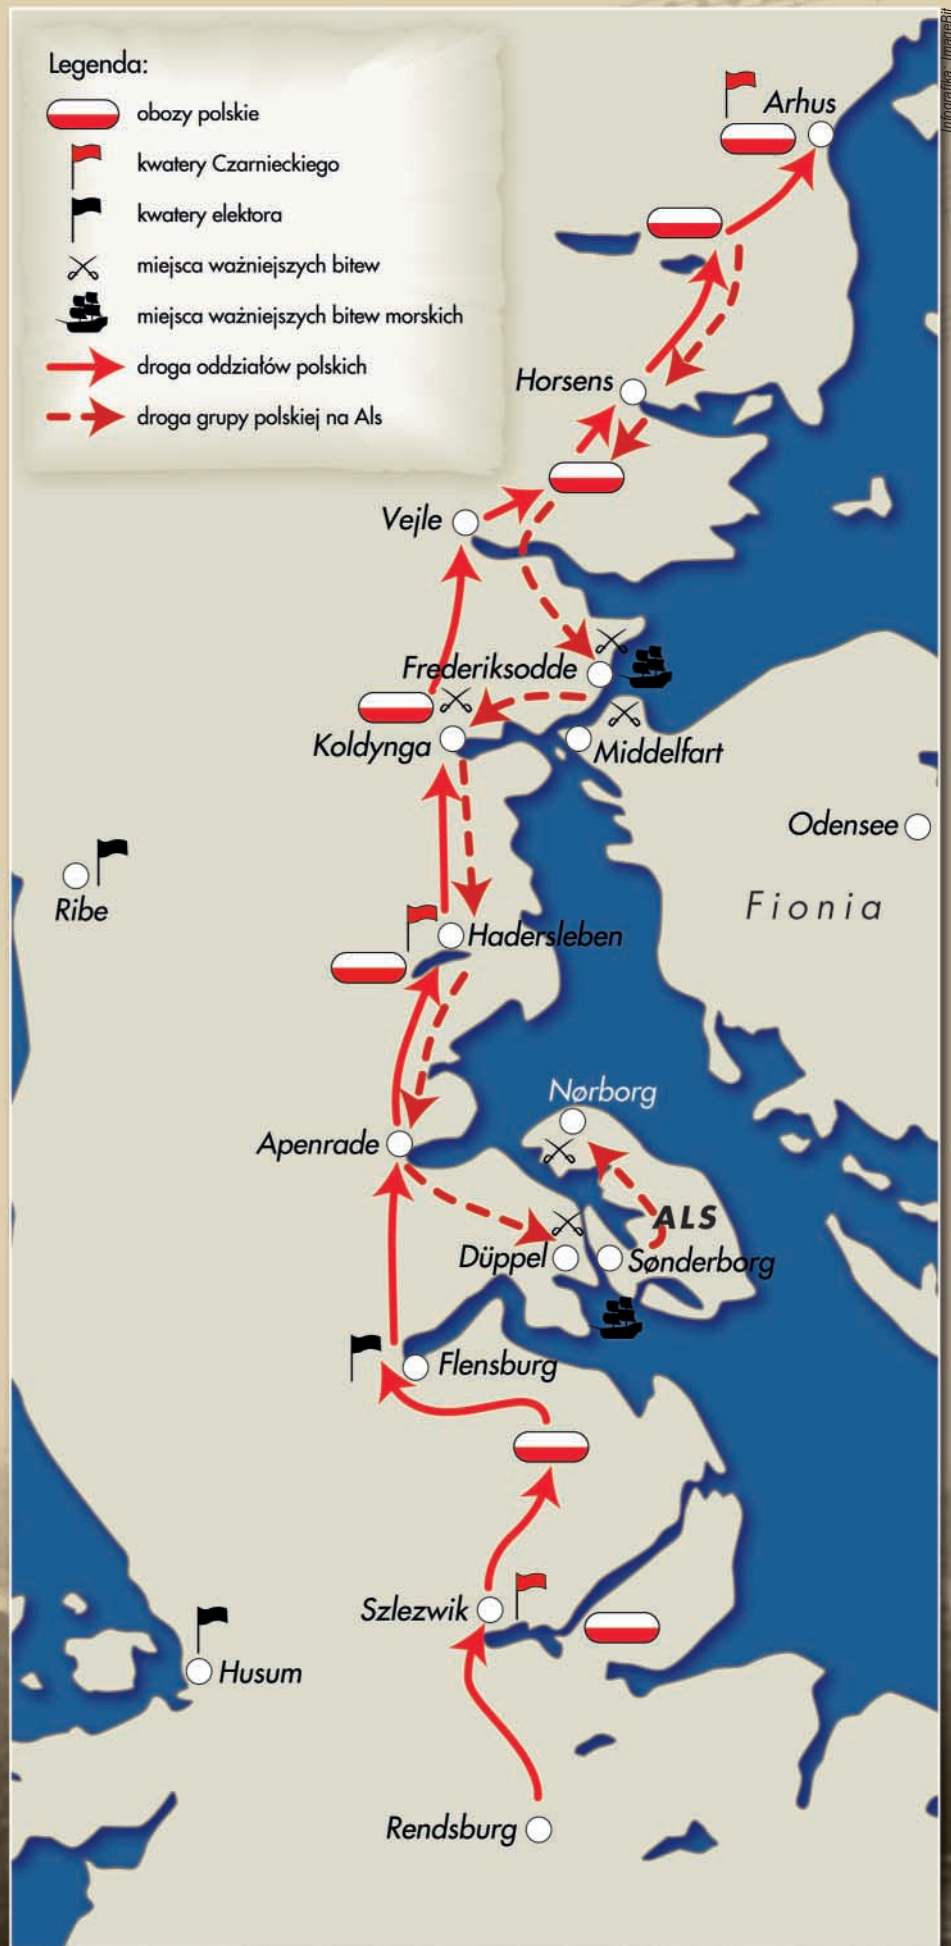 Infografika: ImageBit
Legenda:
obozy polskie
kwatery Czarnieckiego
kwatery elektora
miejsca ważniejszych bitew
miejsca ważniejszych bitew morskich
droga oddziałów polskich
droga grupy polskiej na Als
Arhus
Horsens
Vejle
Frederiksodde
Koldynga
Middelfart
Odensee
Ribe
Fionia
Hadersleben
Nørborg
Apenrade
ALS
Düppel
Sønderborg
Flensburg
Szlezwik
Husum
Rendsburg